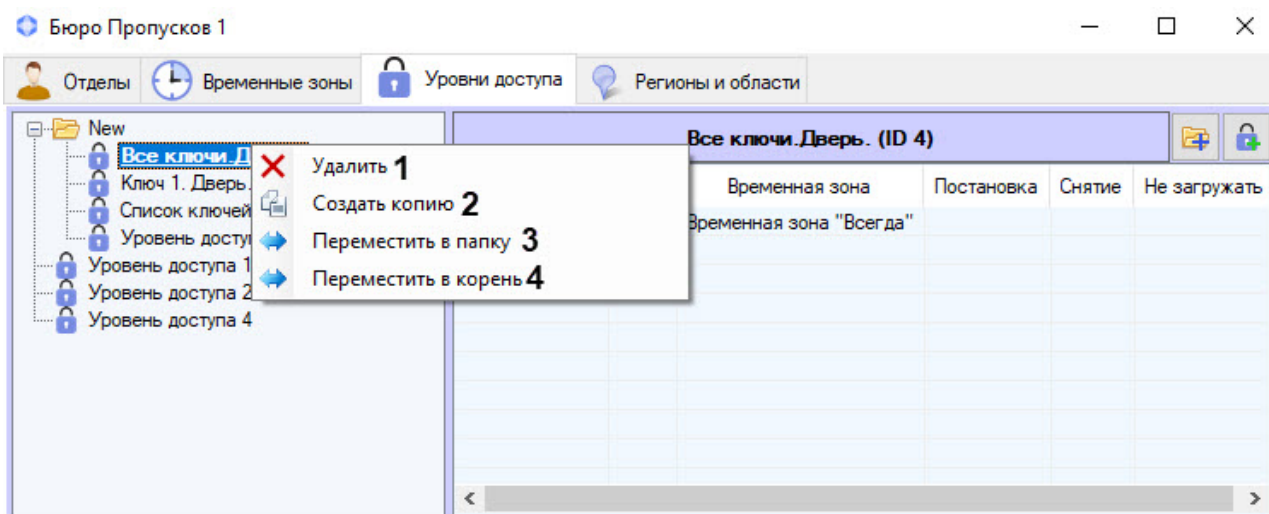 Бюро Пропусков 1
Отделы Временные зоны Уровни доступа Регионы и области
New
Все ключи.Д
Ключ 1. Дверь.
Список ключей
Уровень досту
Уровень доступа 1
Уровень доступа 2
Уровень доступа 4
Удалить 1
Создать копию 2
Переместить в папку 3
Переместить в корень 4
Все ключи.Дверь. (ID 4)
Временная зона Постановка Снятие Не загружать
Временная зона "Всегда"